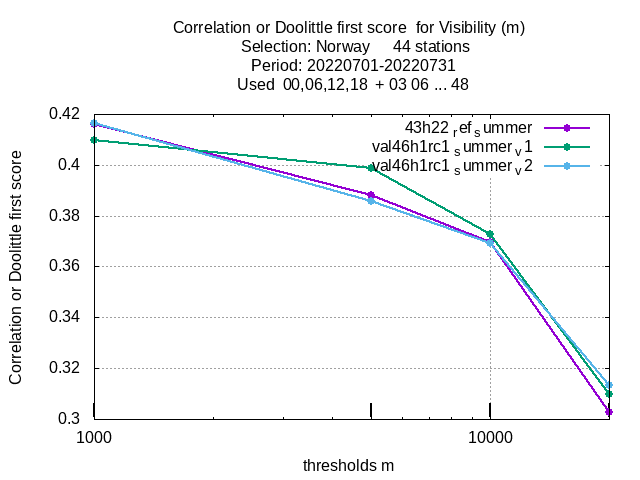 Correlation or Doolittle first score for Visibility (m)
Selection: Norway 44 stations
Period: 20220701-20220731
Used 00,06,12,18 + 03 06 ... 48
43h22 ref summer
val46h1rc1 summer v1
val46h1rc1 summer v2
Correlation or Doolittle first score
0.42
0.4
0.38
0.36
0.34
0.32
0.3
1000
10000
thresholds m